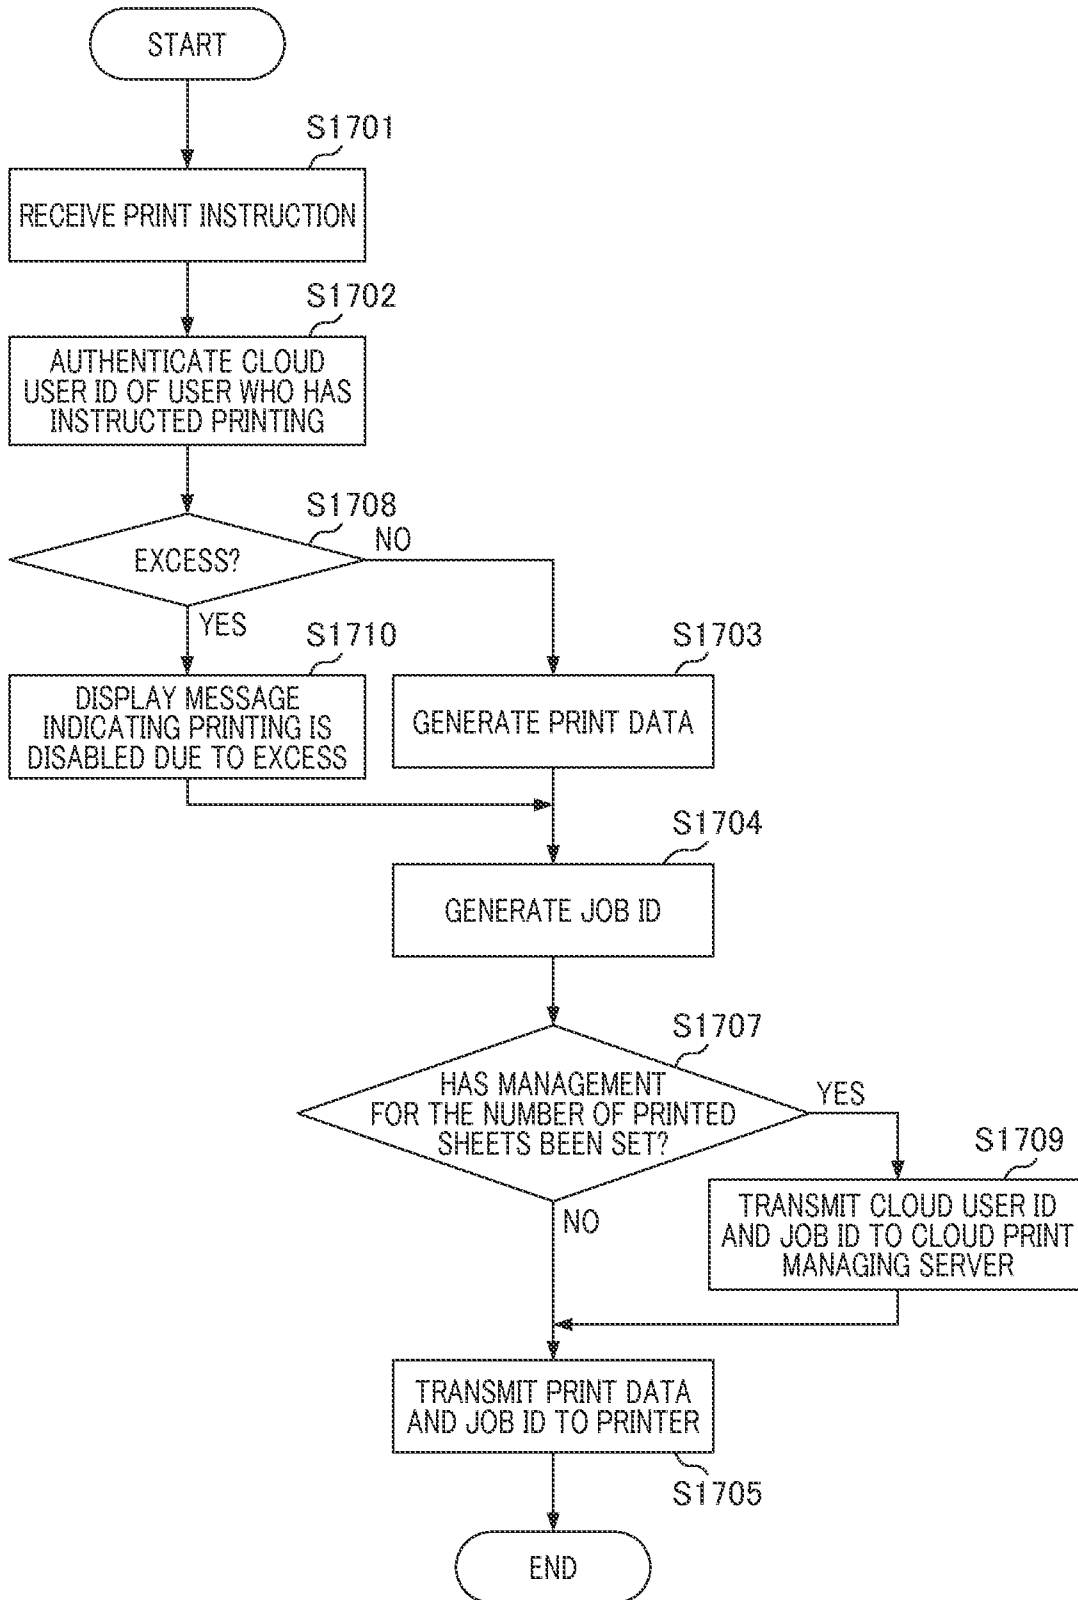 START
S1701
RECEIVE PRINT INSTRUCTION
S1702
AUTHENTICATE CLOUD
USER ID OF USER WHO HAS
INSTRUCTED PRINTING
S1708
EXCESS?
NO
YES
S1710
DISPLAY MESSAGE
INDICATING PRINTING IS
DISABLED DUE TO EXCESS
S1703
GENERATE PRINT DATA
S1704
GENERATE JOB ID
S1707
HAS MANAGEMENT
FOR THE NUMBER OF PRINTED
SHEETS BEEN SET?
YES
NO
S1709
TRANSMIT CLOUD USER ID
AND JOB ID TO CLOUD PRINT
MANAGING SERVER
TRANSMIT PRINT DATA
AND JOB ID TO PRINTER
S1705
END